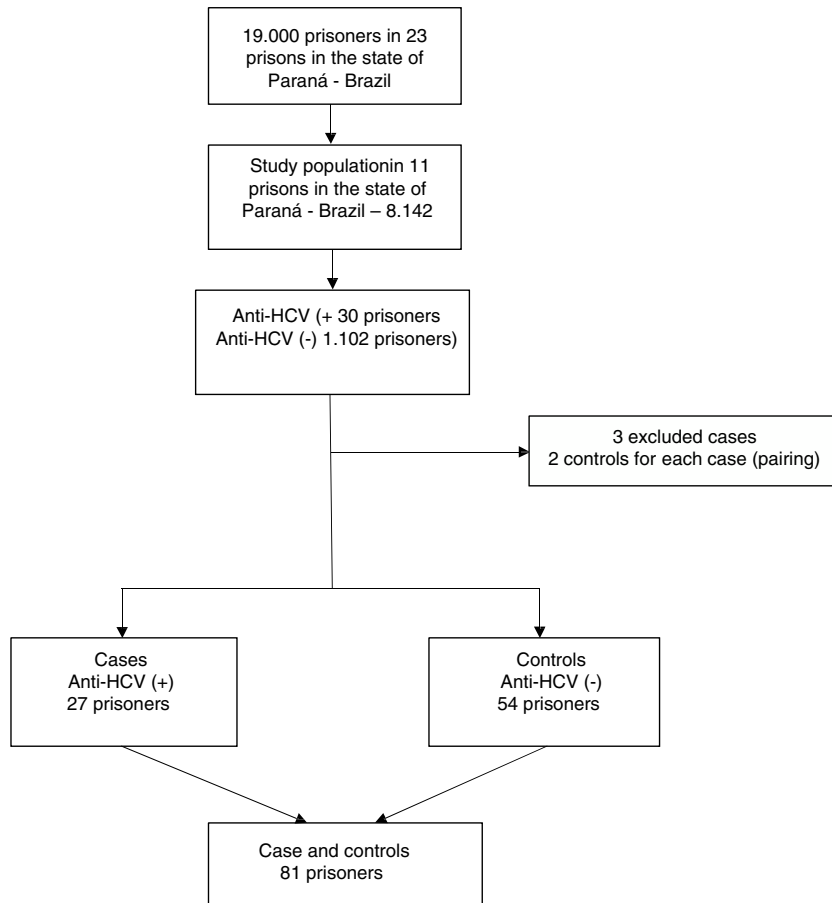 19.000 prisoners in 23
prisons in the state of
Paraná - Brazil
Study populationin 11
prisons in the state of
Paraná - Brazil – 8.142
Anti-HCV (+ 30 prisoners
Anti-HCV (-) 1.102 prisoners)
3 excluded cases
2 controls for each case (pairing)
Cases
Anti-HCV (+)
27 prisoners
Controls
Anti-HCV (-)
54 prisoners
Case and controls
81 prisoners